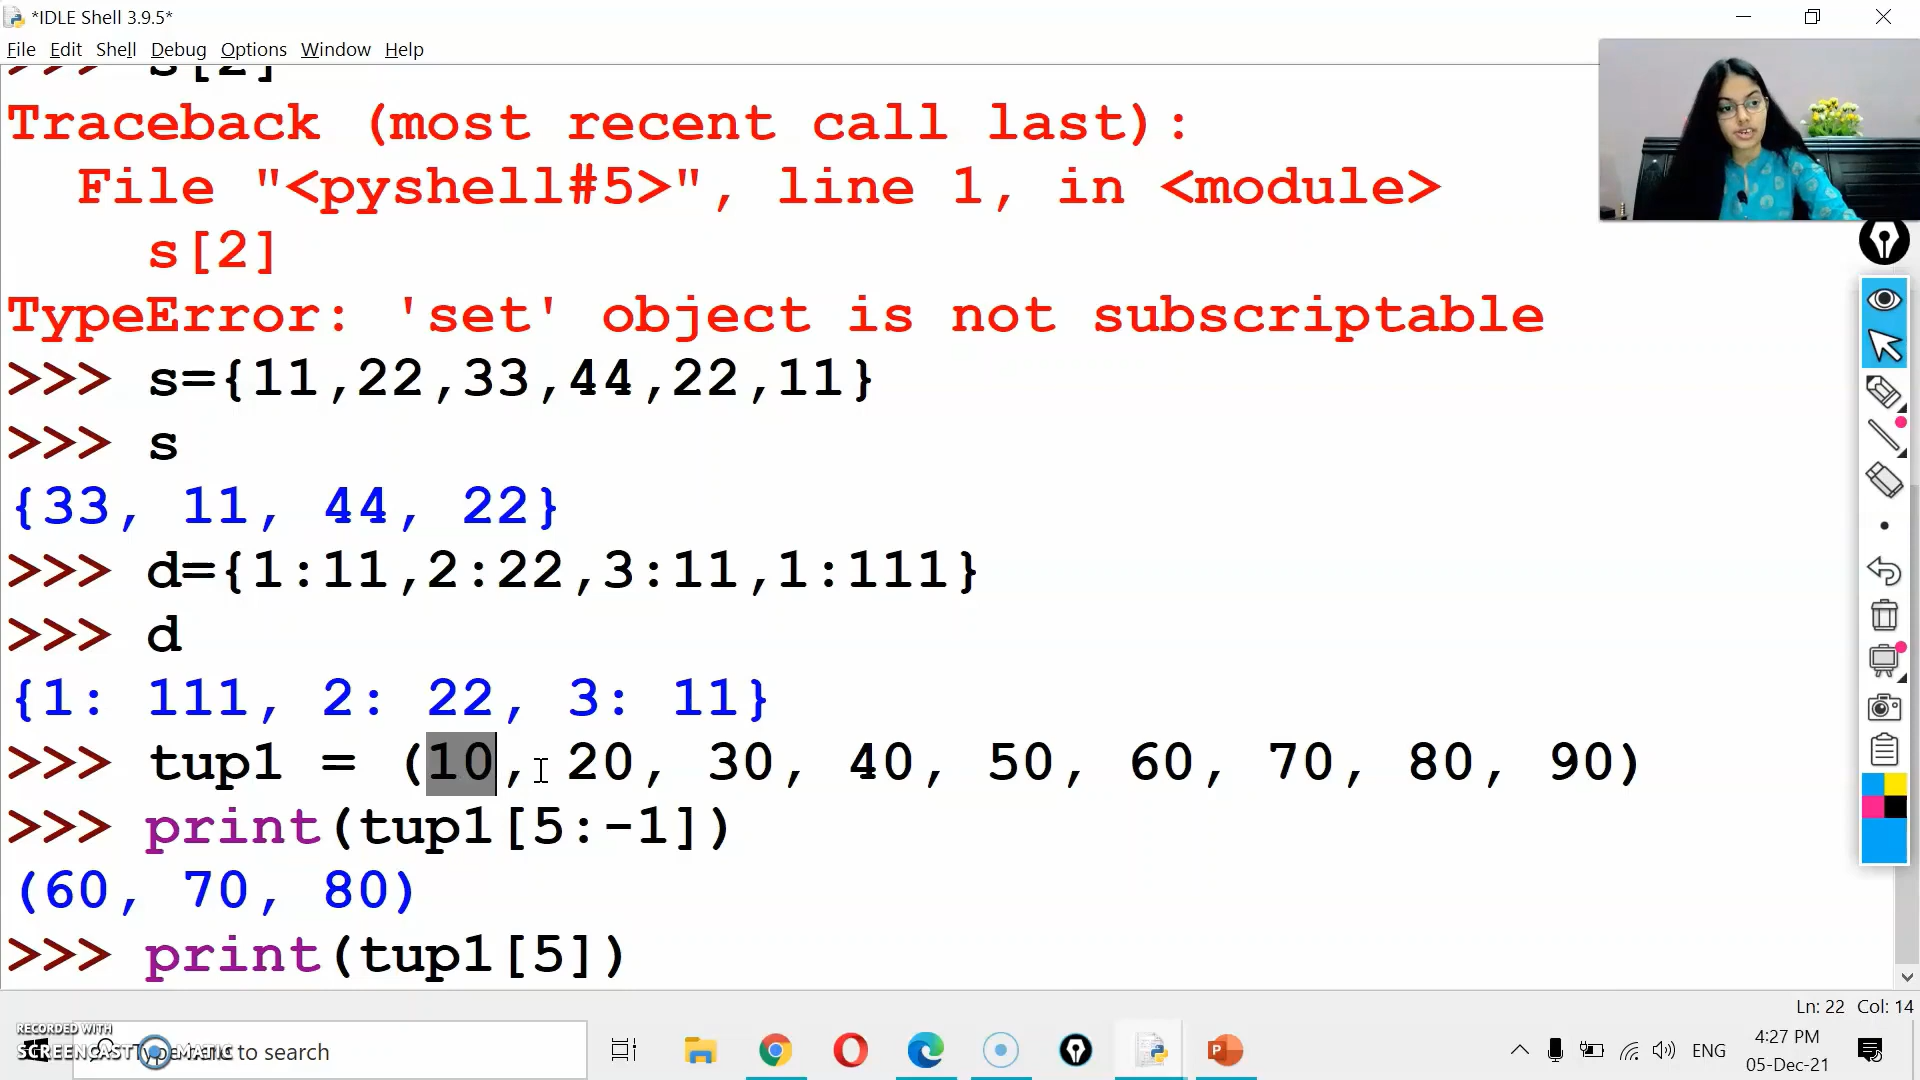 *IDLE Shell 3.9.5*
File Edit Shell Debug Options Window Help
>>> s[2]
Traceback (most recent call last):
  File "<pyshell#5>", line 1, in <module>
    s[2]
TypeError: 'set' object is not subscriptable
>>> s={11,22,33,44,22,11}
>>> s
{33, 11, 44, 22}
>>> d={1:11,2:22,3:11,1:111}
>>> d
{1: 111, 2: 22, 3: 11}
>>> tup1 = (10, 20, 30, 40, 50, 60, 70, 80, 90)
>>> print(tup1[5:-1])
(60, 70, 80)
>>> print(tup1[5])
Ln: 22 Col: 14
RECORDED WITH
SCREENCAST MATIC
to search
ENG
4:27 PM
05-Dec-21